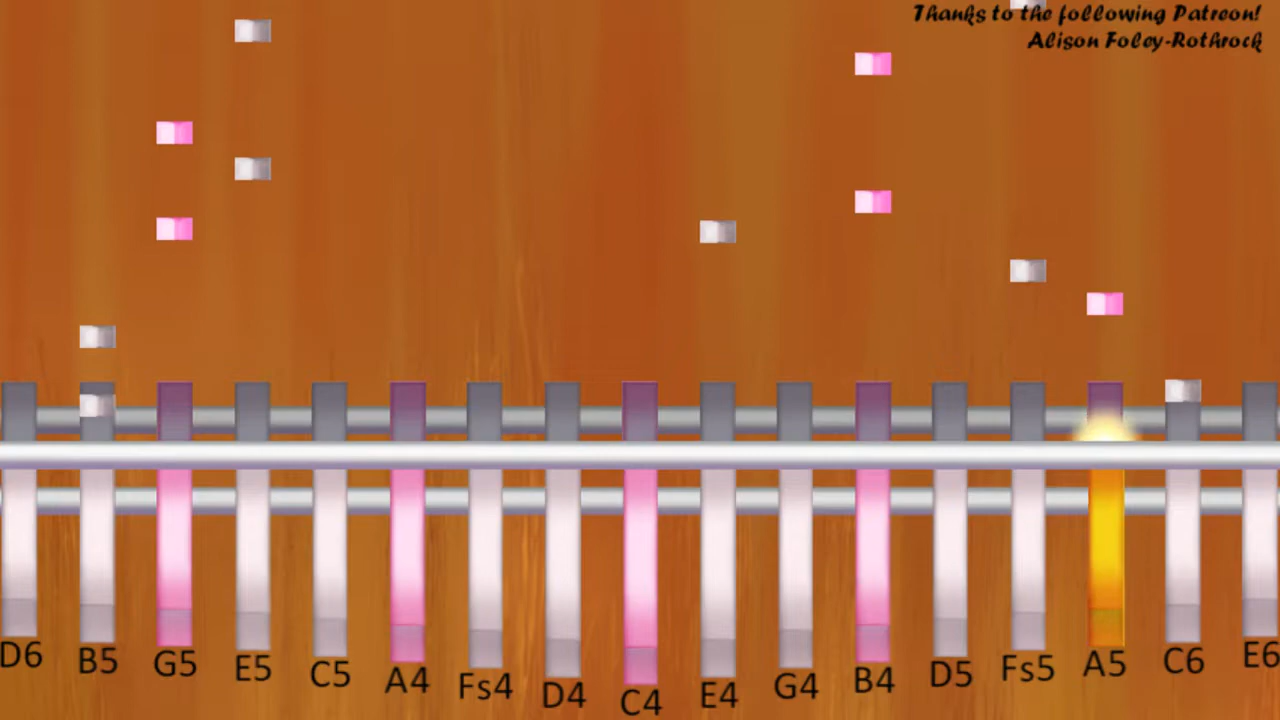 Thanks to the following Patreon!
Alison Foley-Rothrock
D6 B5 G5 E5 C5 A4 Fs4 D4 C4 E4 G4 B4 D5 Fs5 A5 C6 E6